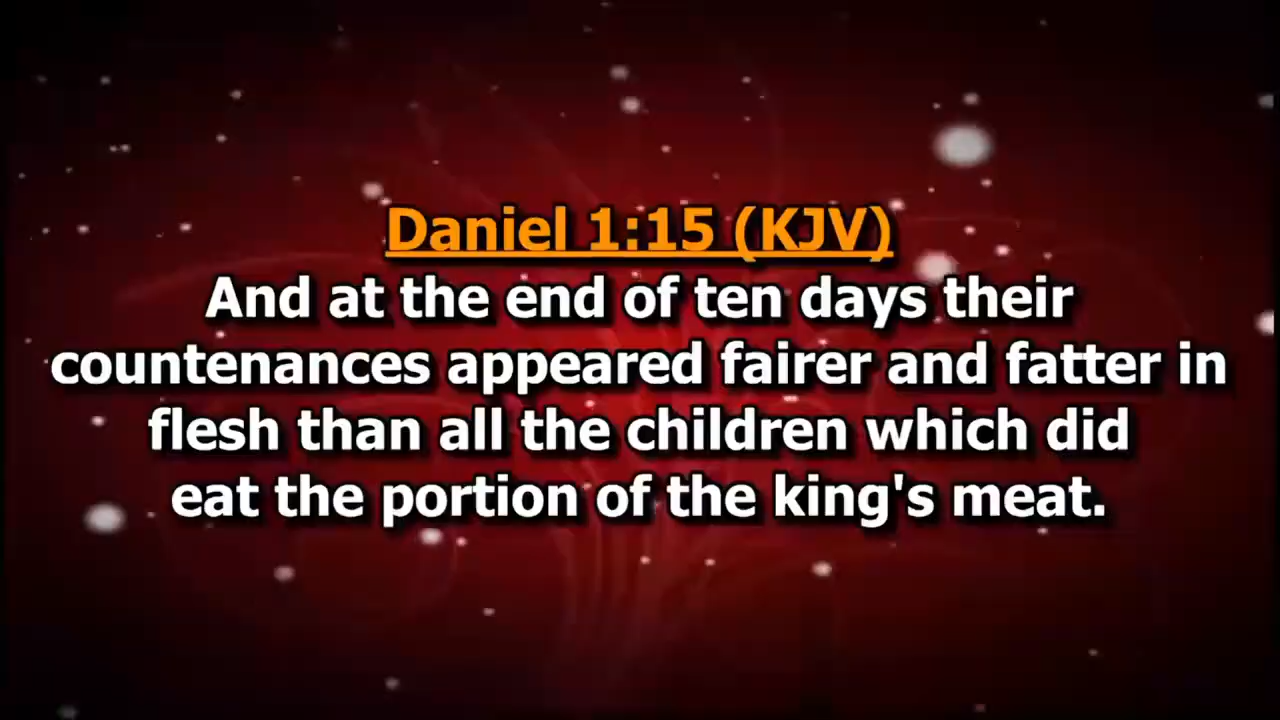 Daniel 1:15 (KJV)
And at the end of ten days their
countenances appeared fairer and fatter in
flesh than all the children which did
eat the portion of the king's meat.